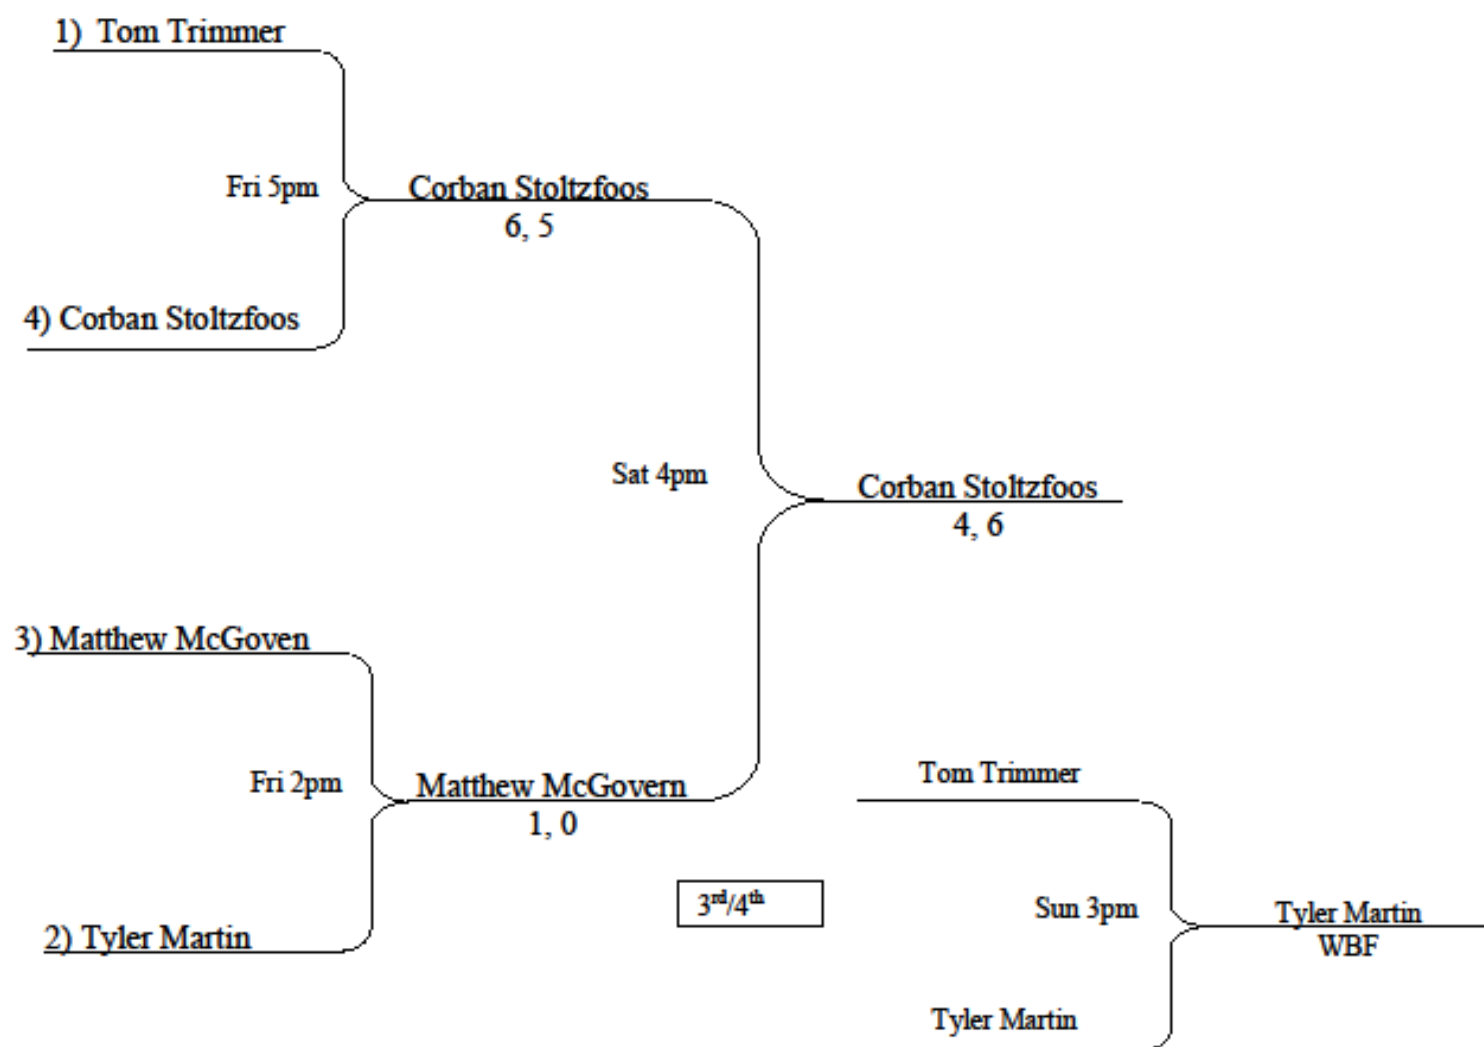 1)  Tom Trimmer
Fri 5pm
Corban Stoltzfoos
6, 5
4) Corban Stoltzfoos
Sat 4pm
Corban Stoltzfoos
4, 6
3) Matthew McGoven
Fri 2pm
Matthew McGovern
1, 0
2) Tyler Martin
3rd/4th
Tom Trimmer
Sun 3pm
Tyler Martin
WBF
Tyler Martin